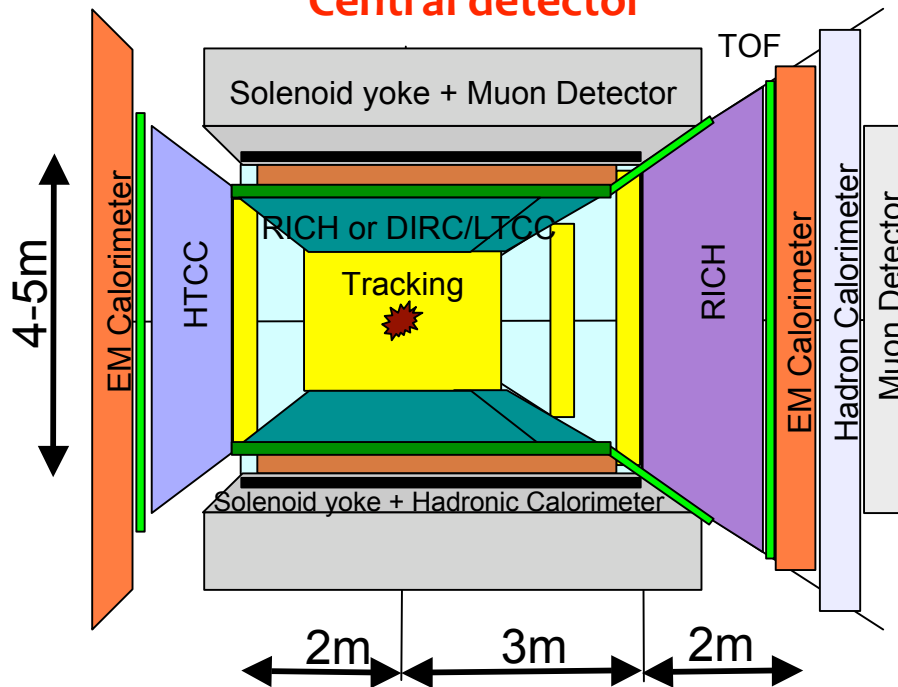 Central detector
TOF
Solenoid yoke + Muon Detector
4-5m
EM Calorimeter
HTCC
RICH or DIRC/LTCC
Tracking
RICH
EM Calorimeter
Hadron Calorimeter
Muon Detector
Solenoid yoke + Hadronic Calorimeter
2m
3m
2m